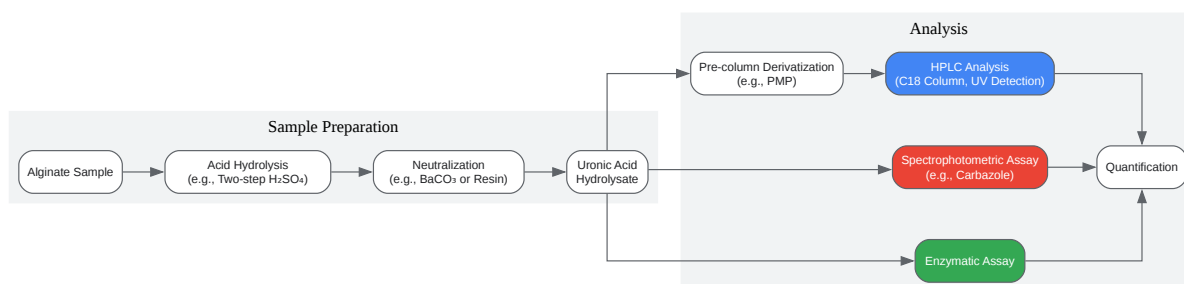 Analysis
Pre-column Derivatization
(e.g., PMP)
HPLC Analysis
(C18 Column, UV Detection)
Sample Preparation
Alginate Sample
Acid Hydrolysis
(e.g., Two-step H₂SO₄)
Neutralization
(e.g., BaCO₃ or Resin)
Uronic Acid
Hydrolysate
Spectrophotometric Assay
(e.g., Carbazole)
Quantification
Enzymatic Assay